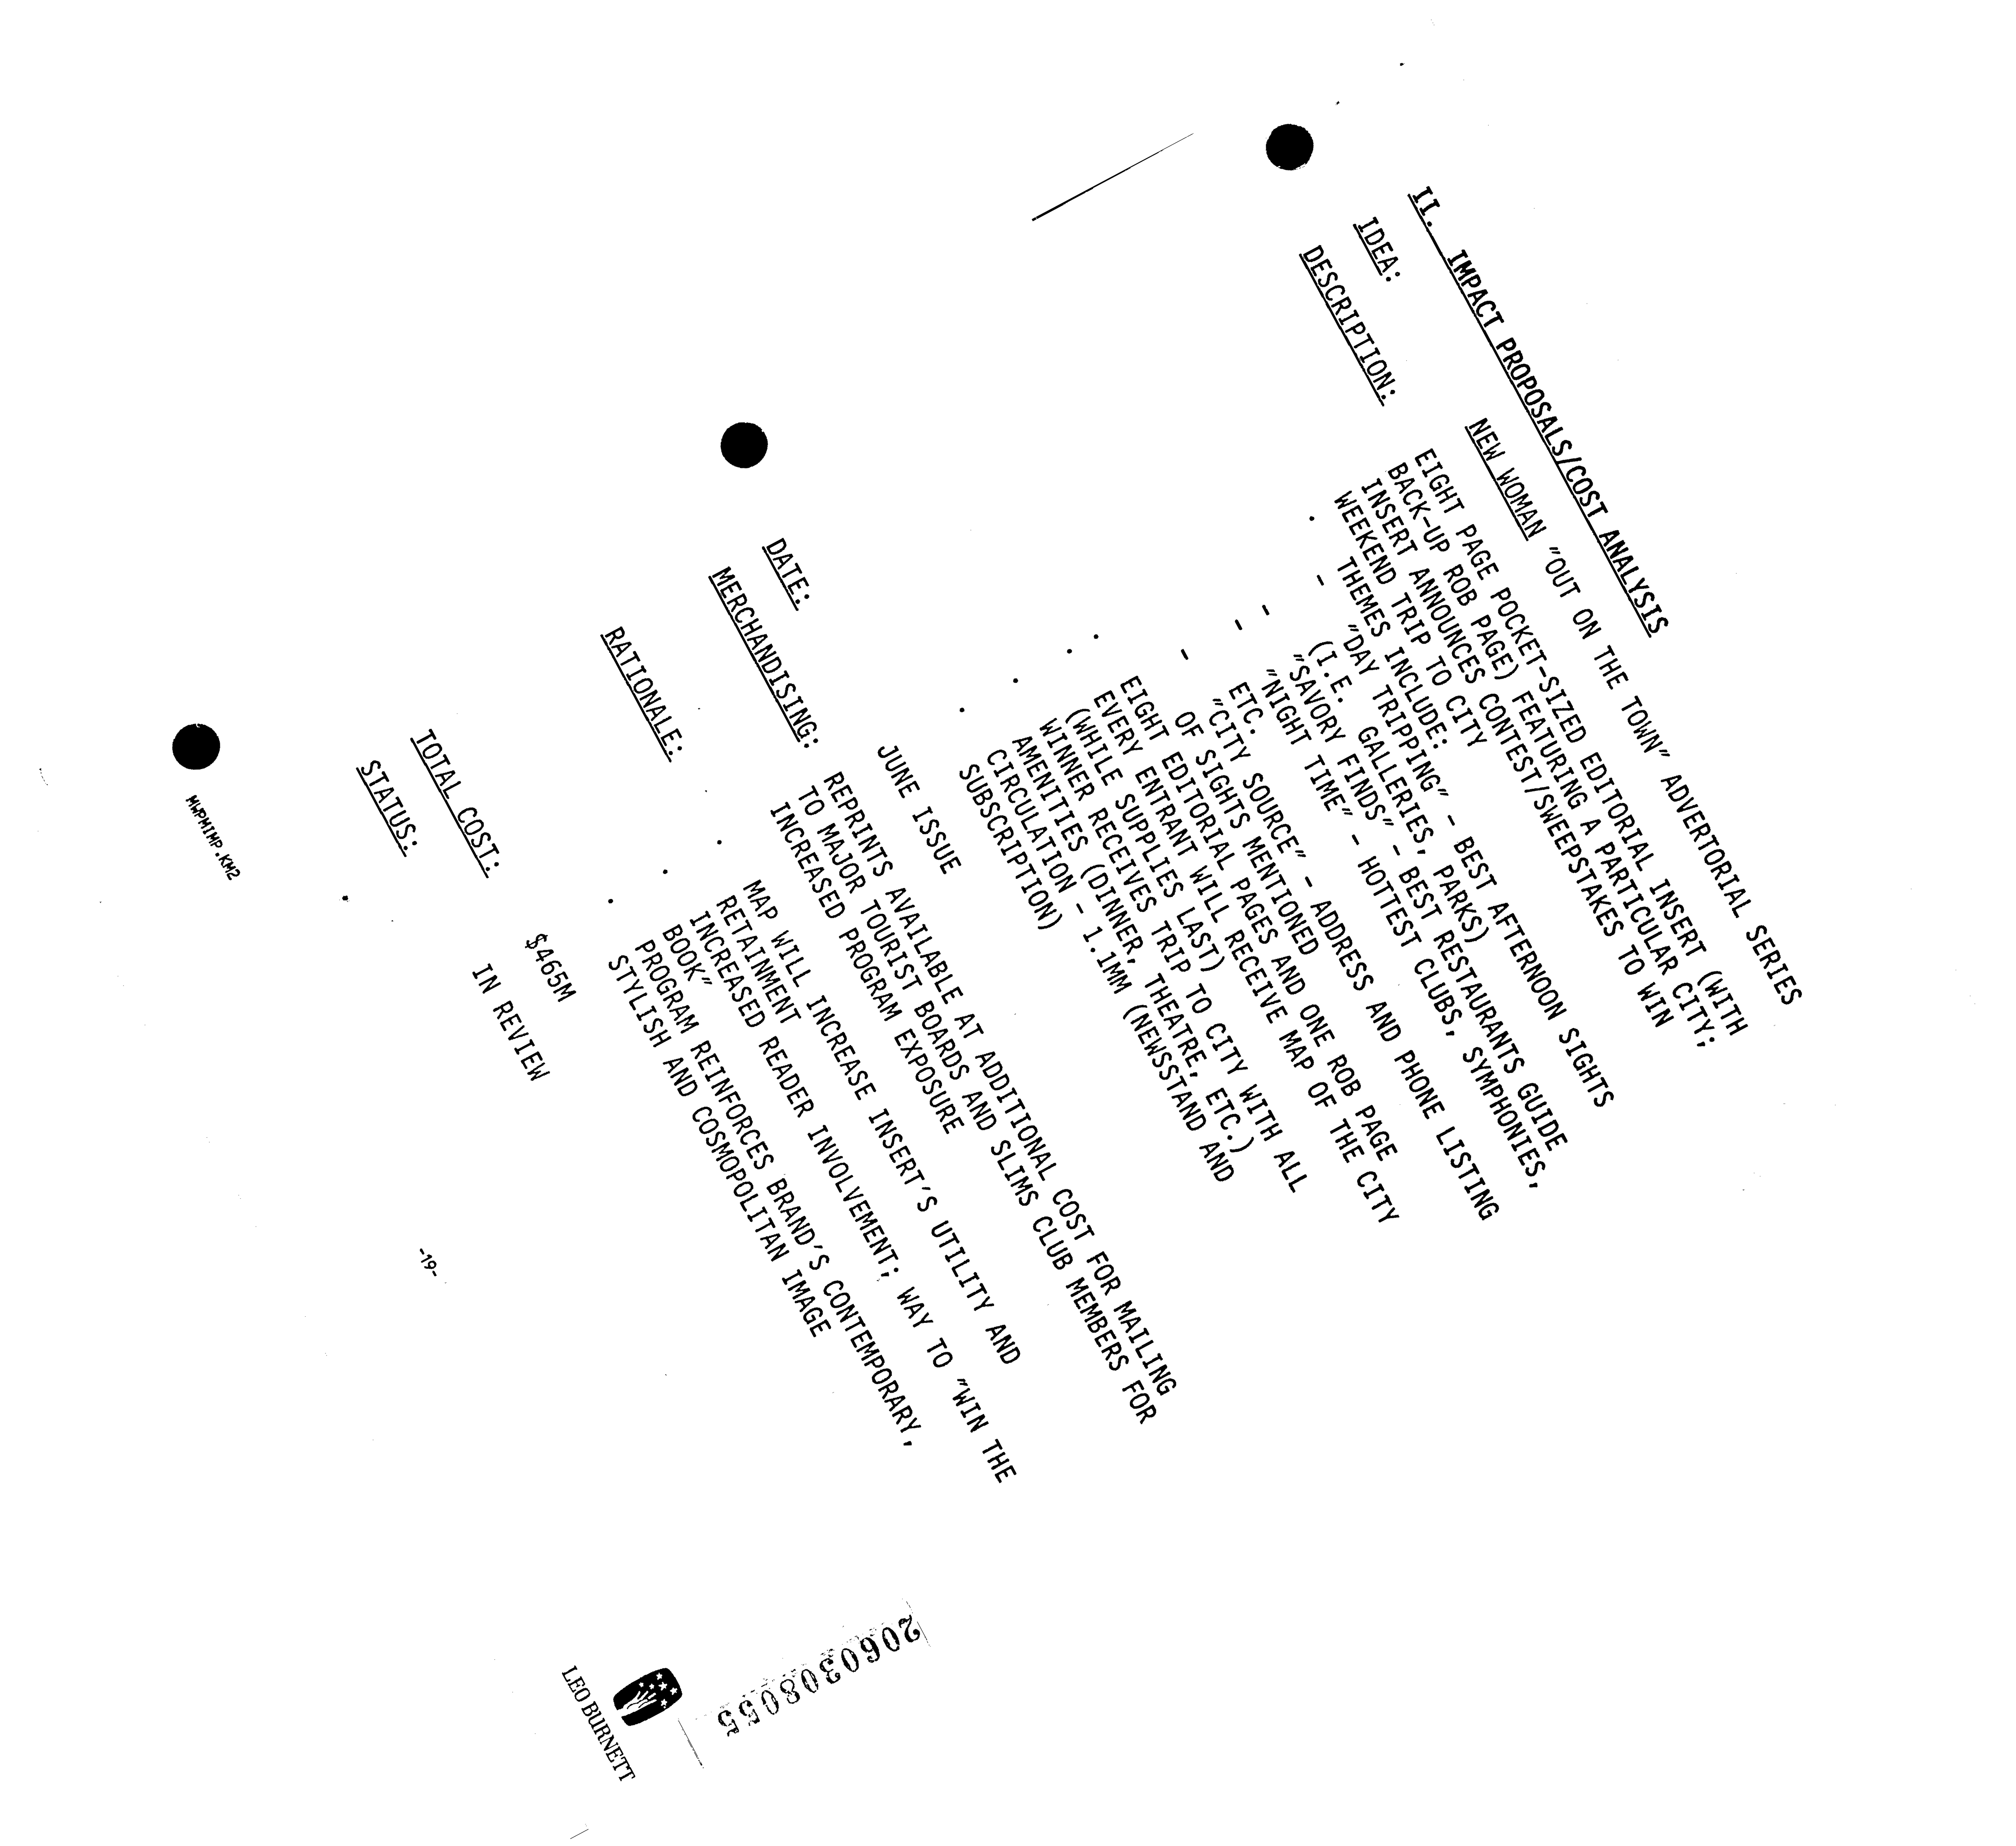 II. IMPACT PROPOSALS/COST ANALYSIS
IDEA: NEW WOMAN "OUT ON THE TOWN" ADVERTORIAL SERIES
DESCRIPTION: EIGHT PAGE POCKET-SIZED EDITORIAL INSERT (WITH
BACK-UP ROB PAGE) FEATURING A PARTICULAR CITY;
INSERT ANNOUNCES CONTEST/SWEEPSTAKES TO WIN
WEEKEND TRIP TO CITY
. THEMES INCLUDE:
- "DAY TRIPPING" - BEST AFTERNOON SIGHTS
(I.E. GALLERIES, PARKS)
- "SAVORY FINDS" - BEST RESTAURANTS GUIDE
- "NIGHT TIME" - HOTTEST CLUBS, SYMPHONIES,
ETC.
- "CITY SOURCE" - ADDRESS AND PHONE LISTING
OF SIGHTS MENTIONED
. EIGHT EDITORIAL PAGES AND ONE ROB PAGE
. EVERY ENTRANT WILL RECEIVE MAP OF THE CITY
(WHILE SUPPLIES LAST)
. WINNER RECEIVES TRIP TO CITY WITH ALL
AMENITIES (DINNER, THEATRE, ETC.)
. CIRCULATION - 1.1MM (NEWSSTAND AND
SUBSCRIPTION)
DATE: JUNE ISSUE
MERCHANDISING: REPRINTS AVAILABLE AT ADDITIONAL COST FOR MAILING
TO MAJOR TOURIST BOARDS AND SLIMS CLUB MEMBERS FOR
INCREASED PROGRAM EXPOSURE
RATIONALE: . MAP WILL INCREASE INSERT'S UTILITY AND
RETAINMENT
. INCREASED READER INVOLVEMENT; WAY TO "WIN THE
BOOK"
. PROGRAM REINFORCES BRAND'S CONTEMPORARY,
STYLISH AND COSMOPOLITAN IMAGE
TOTAL COST: $465M
STATUS: IN REVIEW
MWPMIMP.KM2
-19-
LEO BURNETT
2060308055